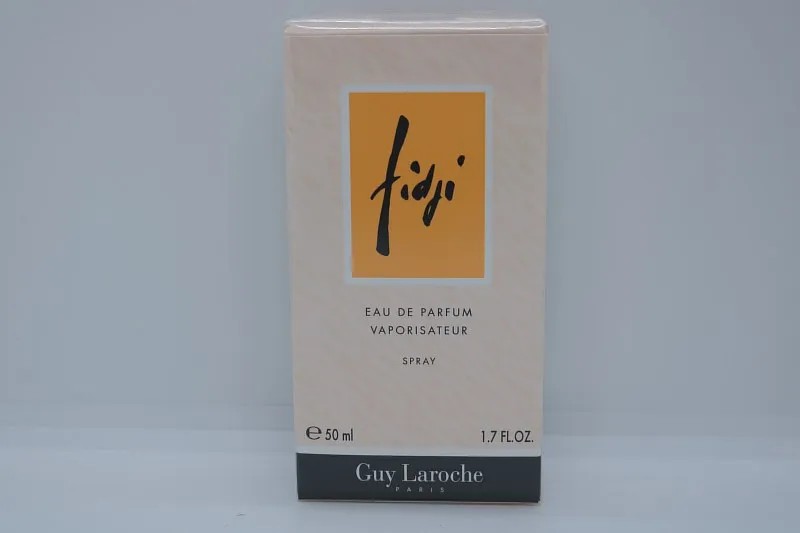 fidji
EAU DE PARFUM
VAPORISATEUR
SPRAY
℮ 50 ml 1.7 FL.OZ.
Guy Laroche
PARIS